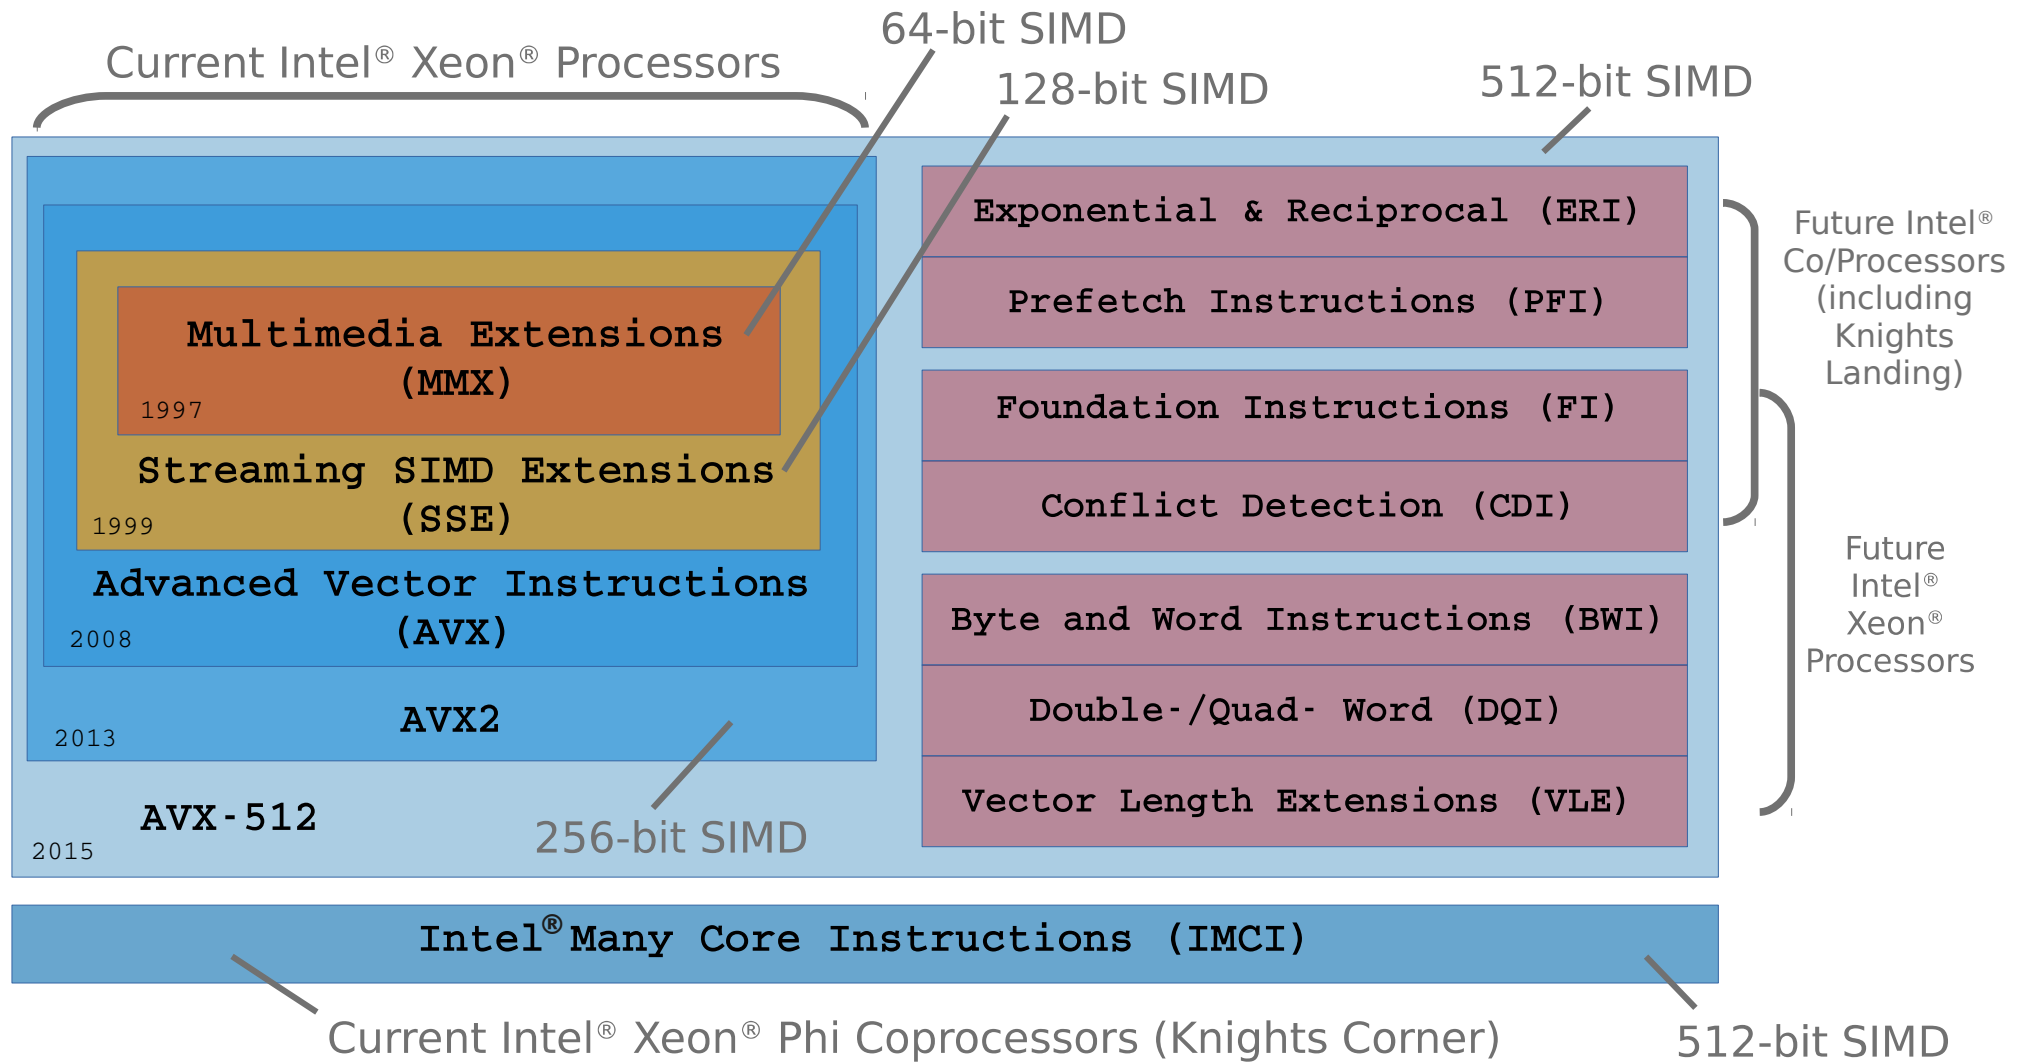 64-bit SIMD
Current Intel® Xeon® Processors
128-bit SIMD
512-bit SIMD
Exponential & Reciprocal (ERI)
Prefetch Instructions (PFI)
Foundation Instructions (FI)
Conflict Detection (CDI)
Byte and Word Instructions (BWI)
Double-/Quad- Word (DQI)
Vector Length Extensions (VLE)
Future Intel®
Co/Processors
(including
Knights
Landing)
Future
Intel®
Xeon®
Processors
Multimedia Extensions
(MMX)
1997
Streaming SIMD Extensions
(SSE)
1999
Advanced Vector Instructions
(AVX)
2008
AVX2
2013
AVX-512
2015
256-bit SIMD
Intel® Many Core Instructions (IMCI)
Current Intel® Xeon® Phi Coprocessors (Knights Corner)
512-bit SIMD